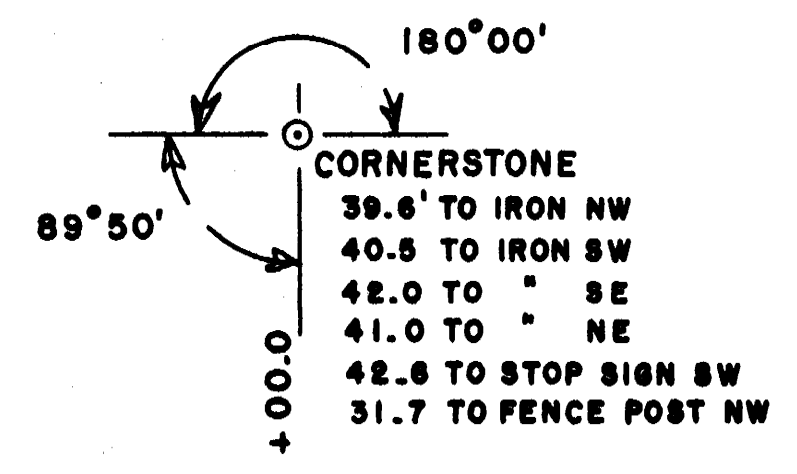 180°00'
CORNERSTONE
39.6' TO IRON NW
89°50'
40.5 TO IRON SW
42.0 TO " SE
41.0 TO " NE
42.6 TO STOP SIGN SW
31.7 TO FENCE POST NW
+00.0